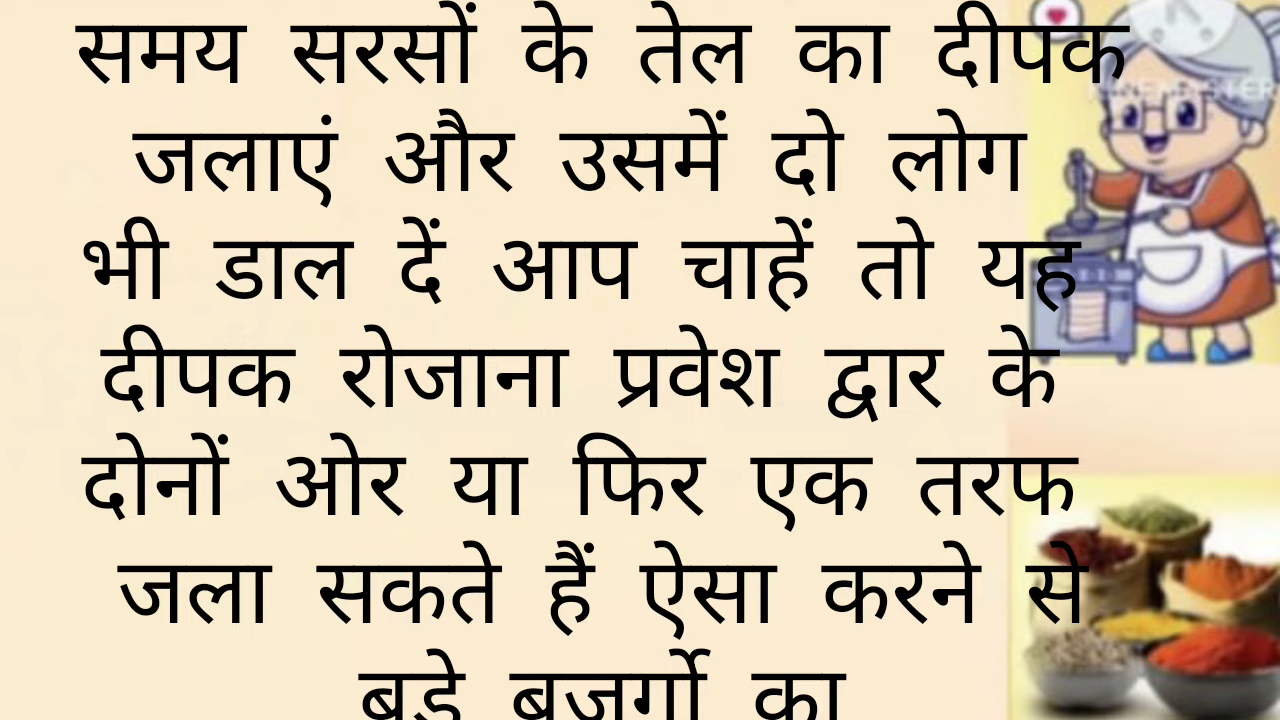 समय सरसों के तेल का दीपक
जलाएं और उसमें दो लोग
भी डाल दें आप चाहें तो यह
दीपक रोजाना प्रवेश द्वार के
दोनों ओर या फिर एक तरफ
जला सकते हैं ऐसा करने से
बड़े बुजुर्गो का